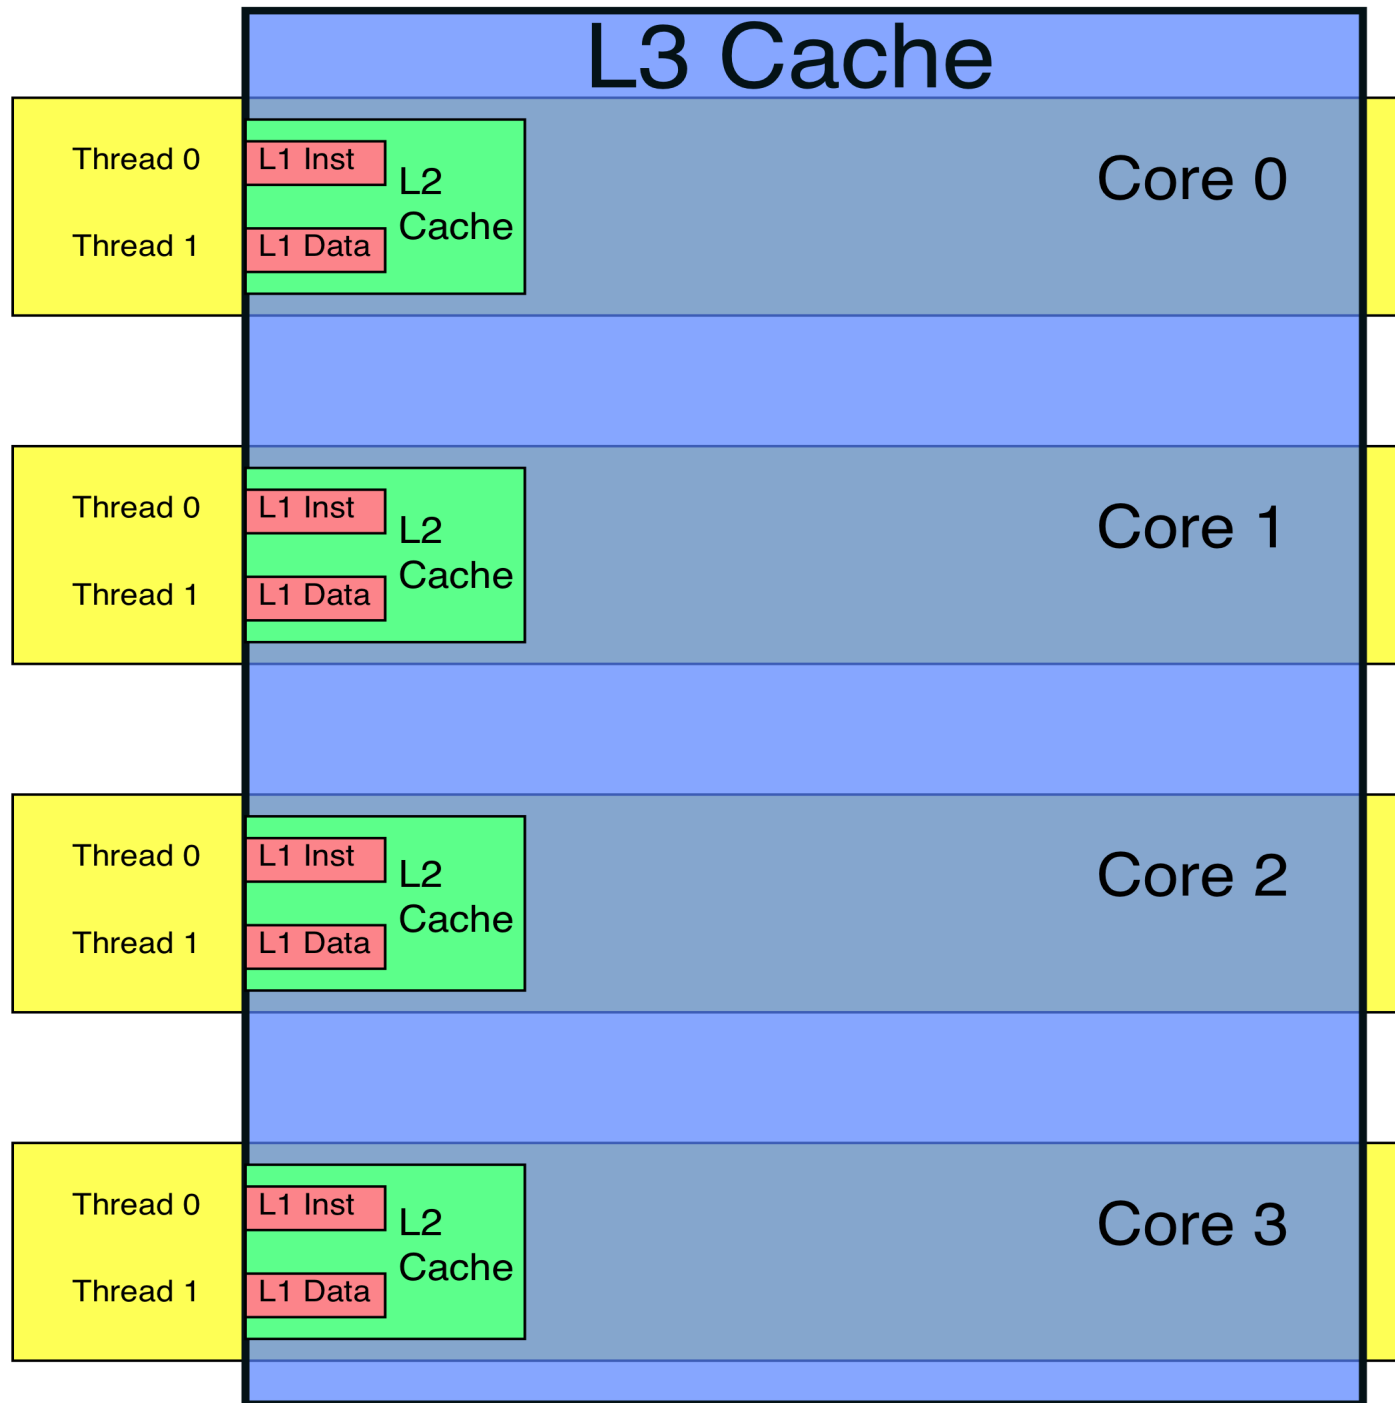 L3 Cache
Thread 0
L1 Inst
L2
Cache
Thread 1
L1 Data
Core 0
Thread 0
L1 Inst
L2
Cache
Thread 1
L1 Data
Core 1
Thread 0
L1 Inst
L2
Cache
Thread 1
L1 Data
Core 2
Thread 0
L1 Inst
L2
Cache
Thread 1
L1 Data
Core 3